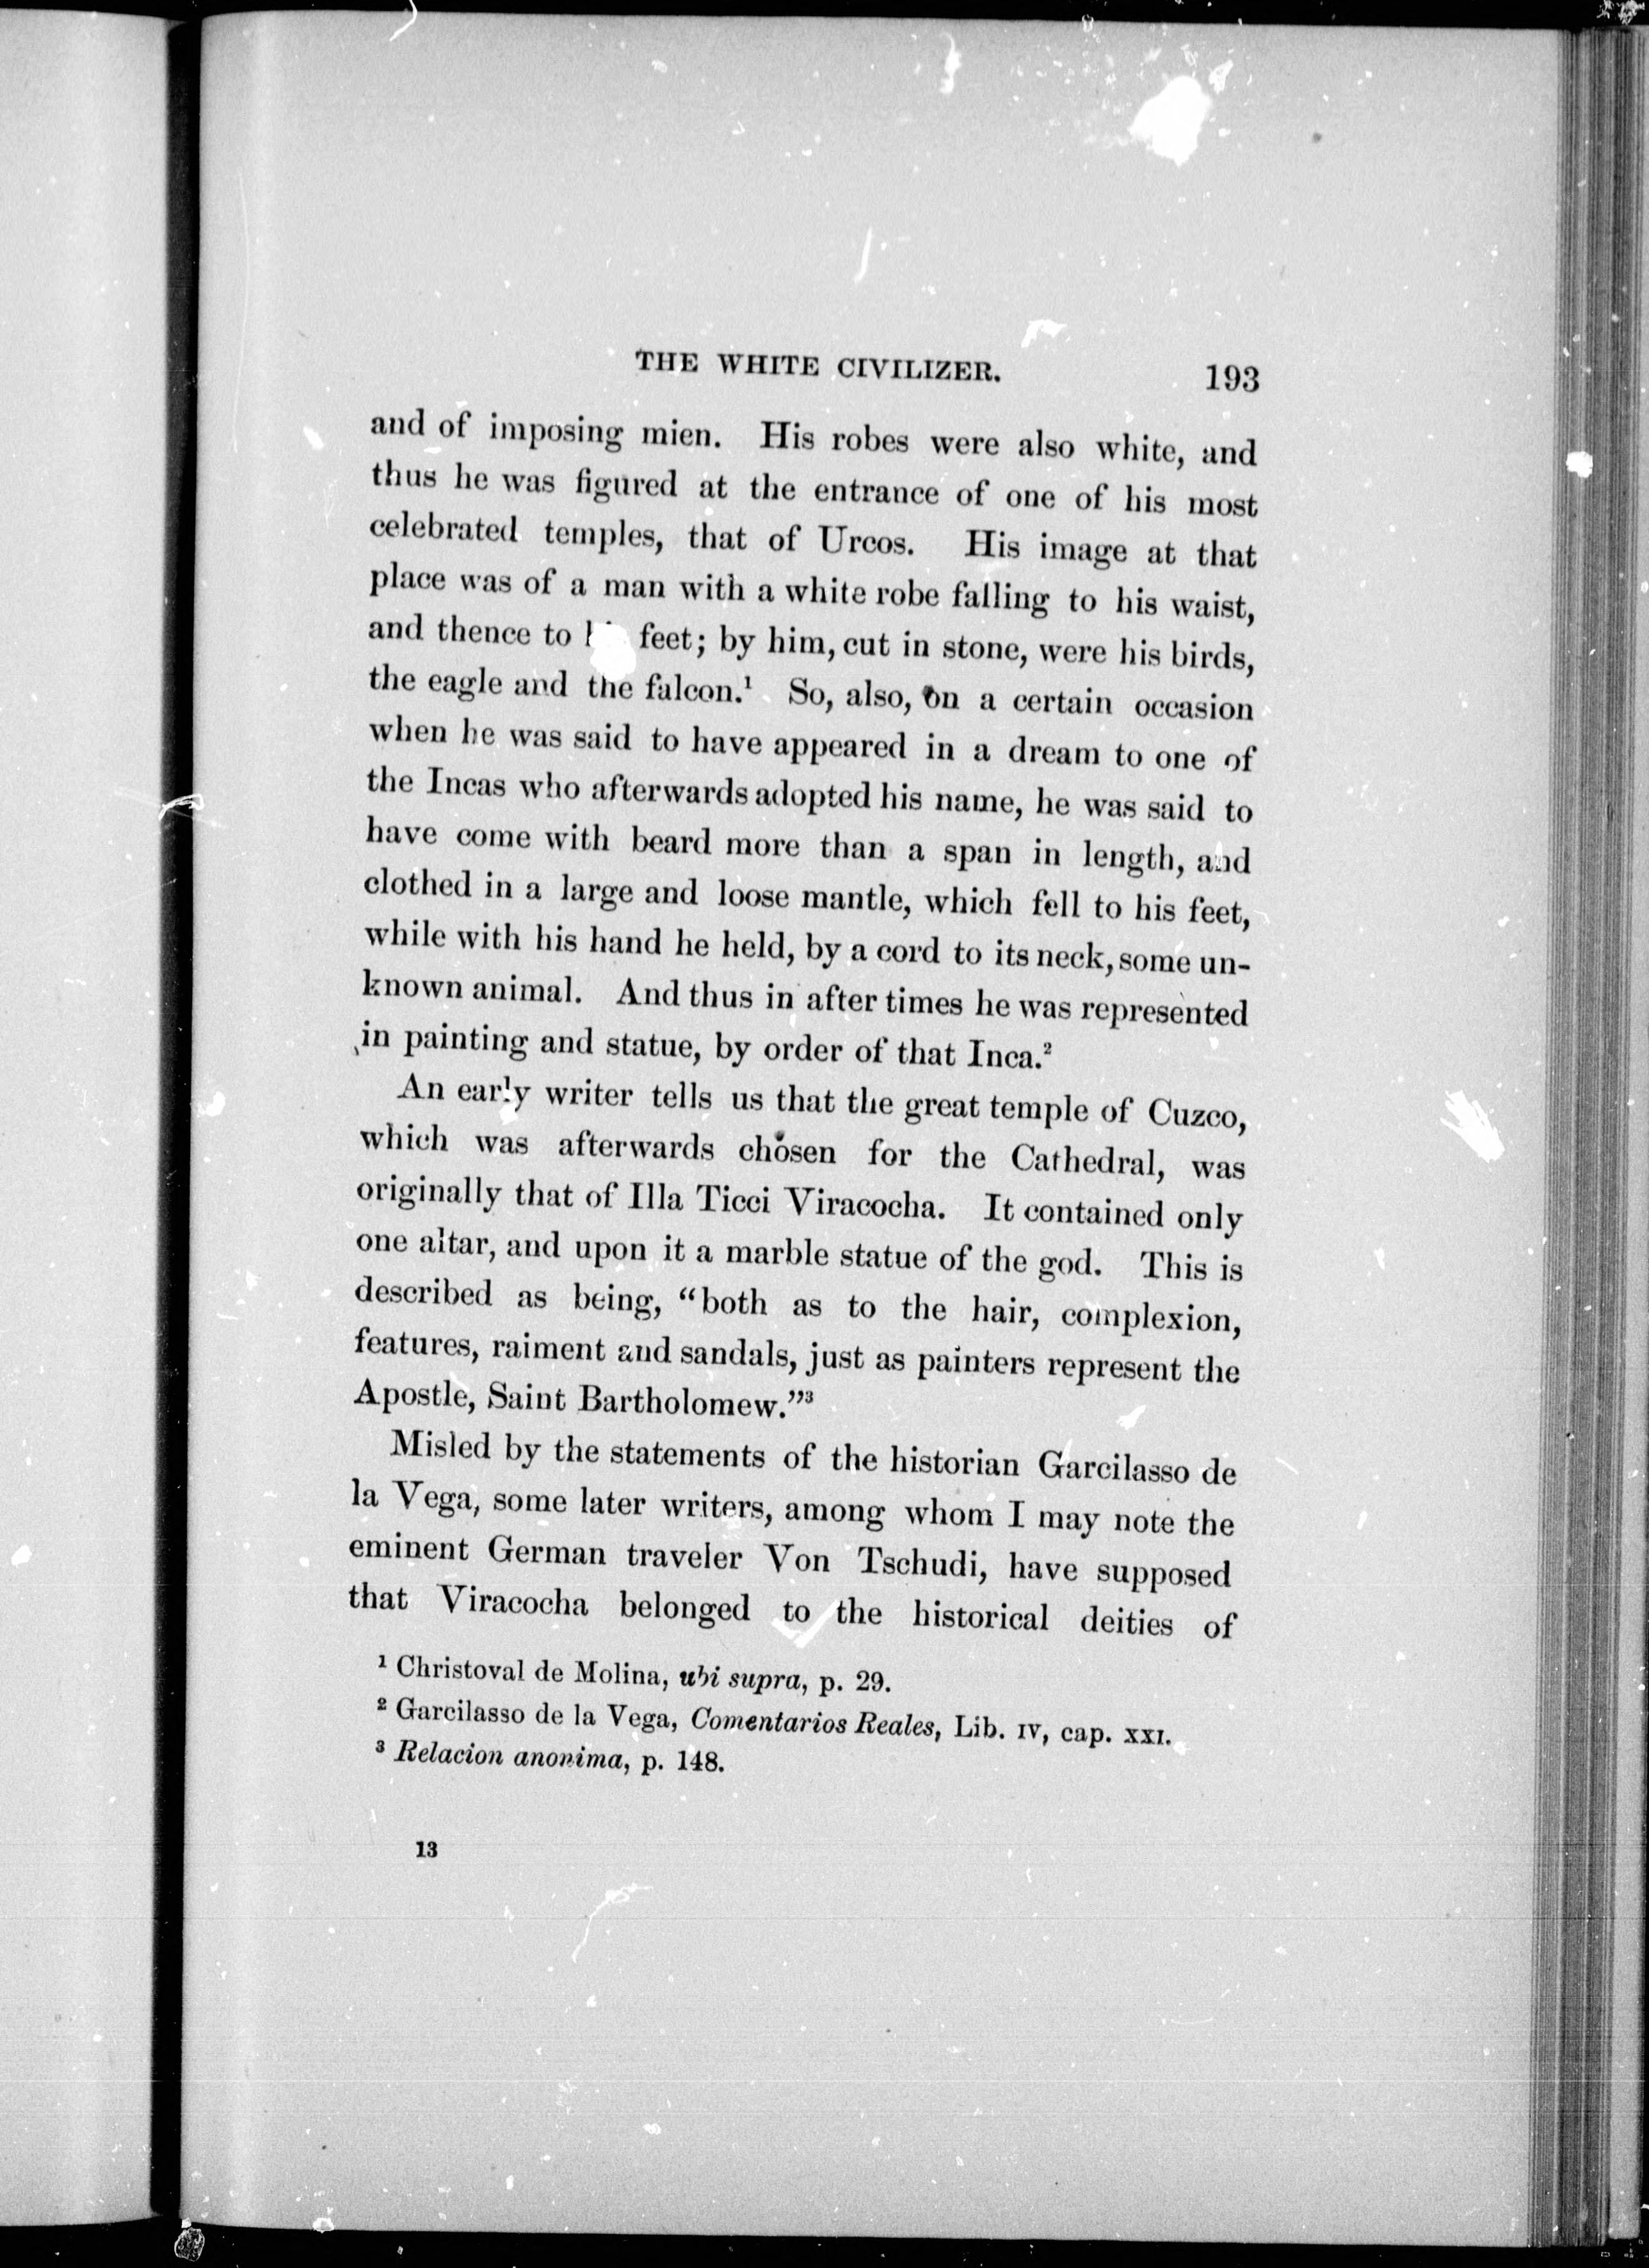 THE WHITE CIVILIZER. 193
and of imposing mien. His robes were also white, and
thus he was figured at the entrance of one of his most
celebrated temples, that of Urcos. His image at that
place was of a man with a white robe falling to his waist,
and thence to feet; by him, cut in stone, were his birds,
the eagle and the falcon.¹ So, also, on a certain occasion
when he was said to have appeared in a dream to one of
the Incas who afterwards adopted his name, he was said to
have come with beard more than a span in length, and
clothed in a large and loose mantle, which fell to his feet,
while with his hand he held, by a cord to its neck, some un-
known animal. And thus in after times he was represented
in painting and statue, by order of that Inca.²
An early writer tells us that the great temple of Cuzco,
which was afterwards chosen for the Cathedral, was
originally that of Illa Ticci Viracocha. It contained only
one altar, and upon it a marble statue of the god. This is
described as being, "both as to the hair, complexion,
features, raiment and sandals, just as painters represent the
Apostle, Saint Bartholomew."³
Misled by the statements of the historian Garcilasso de
la Vega, some later writers, among whom I may note the
eminent German traveler Von Tschudi, have supposed
that Viracocha belonged to the historical deities of
¹ Christoval de Molina, ubi supra, p. 29.
² Garcilasso de la Vega, Comentarios Reales, Lib. IV, cap. XXI.
³ Relacion anonima, p. 148.
13